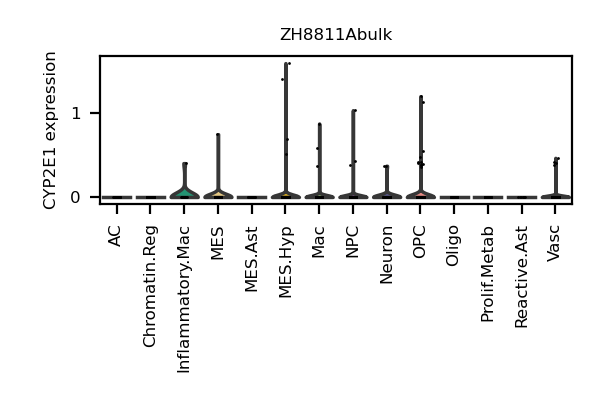 ZH8811Abulk
CYP2E1 expression
1
0
AC
Chromatin.Reg
Inflammatory.Mac
MES
MES.Ast
MES.Hyp
Mac
NPC
Neuron
OPC
Oligo
Prolif.Metab
Reactive.Ast
Vasc